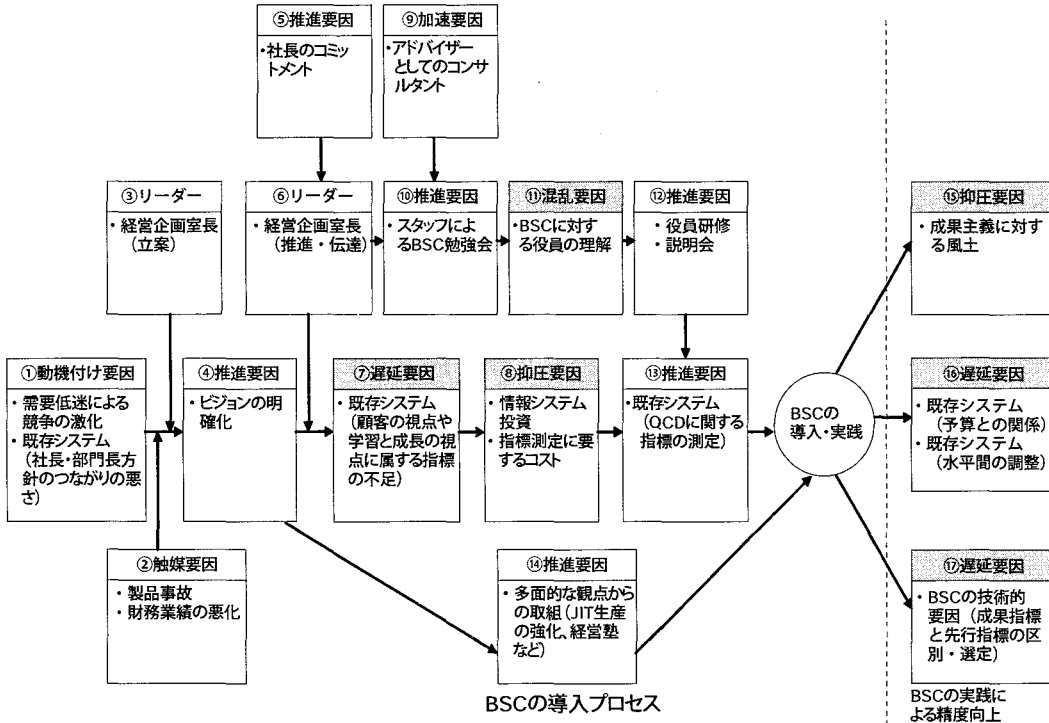 ⑤推進要因
・社長のコミッ
トメント
⑨加速要因
・アドバイザー
としてのコンサ
ルタント
③リーダー
・経営企画室長
(立案)
⑥リーダー
・経営企画室長
(推進・伝達)
⑩推進要因
・スタッフによ
るBSC勉強会
⑪混乱要因
・BSCに対す
る役員の理解
⑫推進要因
・役員研修
・説明会
⑮抑圧要因
・成果主義に対
する風土
①動機付け要因
・需要低迷による
競争の激化
・既存システム
(社長・部門長方
針のつながりの悪
さ)
④推進要因
・ビジョンの明
確化
⑦遅延要因
・既存システム
(顧客の視点や
学習と成長の視
点に属する指標
の不足)
⑧抑圧要因
・情報システム
投資
・指標測定に要
するコスト
⑬推進要因
・既存システム
(QCDに関する
指標の測定)
BSCの
導入・実践
⑯遅延要因
・既存システム
(予算との関係)
・既存システム
(水平間の調整)
②触媒要因
・製品事故
・財務業績の悪化
⑭推進要因
・多面的な観点から
の取組(JIT生産
の強化、経営塾
など)
⑰遅延要因
・BSCの技術的
要因(成果指標
と先行指標の区
別・選定)
BSCの導入プロセス
BSCの実践に
よる精度向上